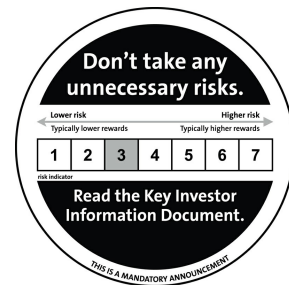 Don't take any
unnecessary risks.
Lower risk Higher risk
Typically lower rewards Typically higher rewards
1 2 3 4 5 6 7
risk indicator
Read the Key Investor
Information Document.
THIS IS A MANDATORY ANNOUNCEMENT